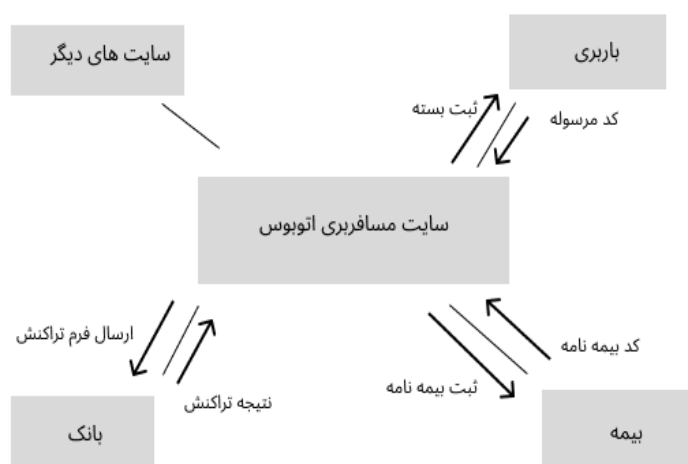 باربری
سایت های دیگر
ثبت بسته
کد مرسوله
سایت مسافربری اتوبوس
ارسال فرم تراکنش
کد بیمه نامه
ثبت بیمه نامه
نتیجه تراکنش
بانک
بیمه